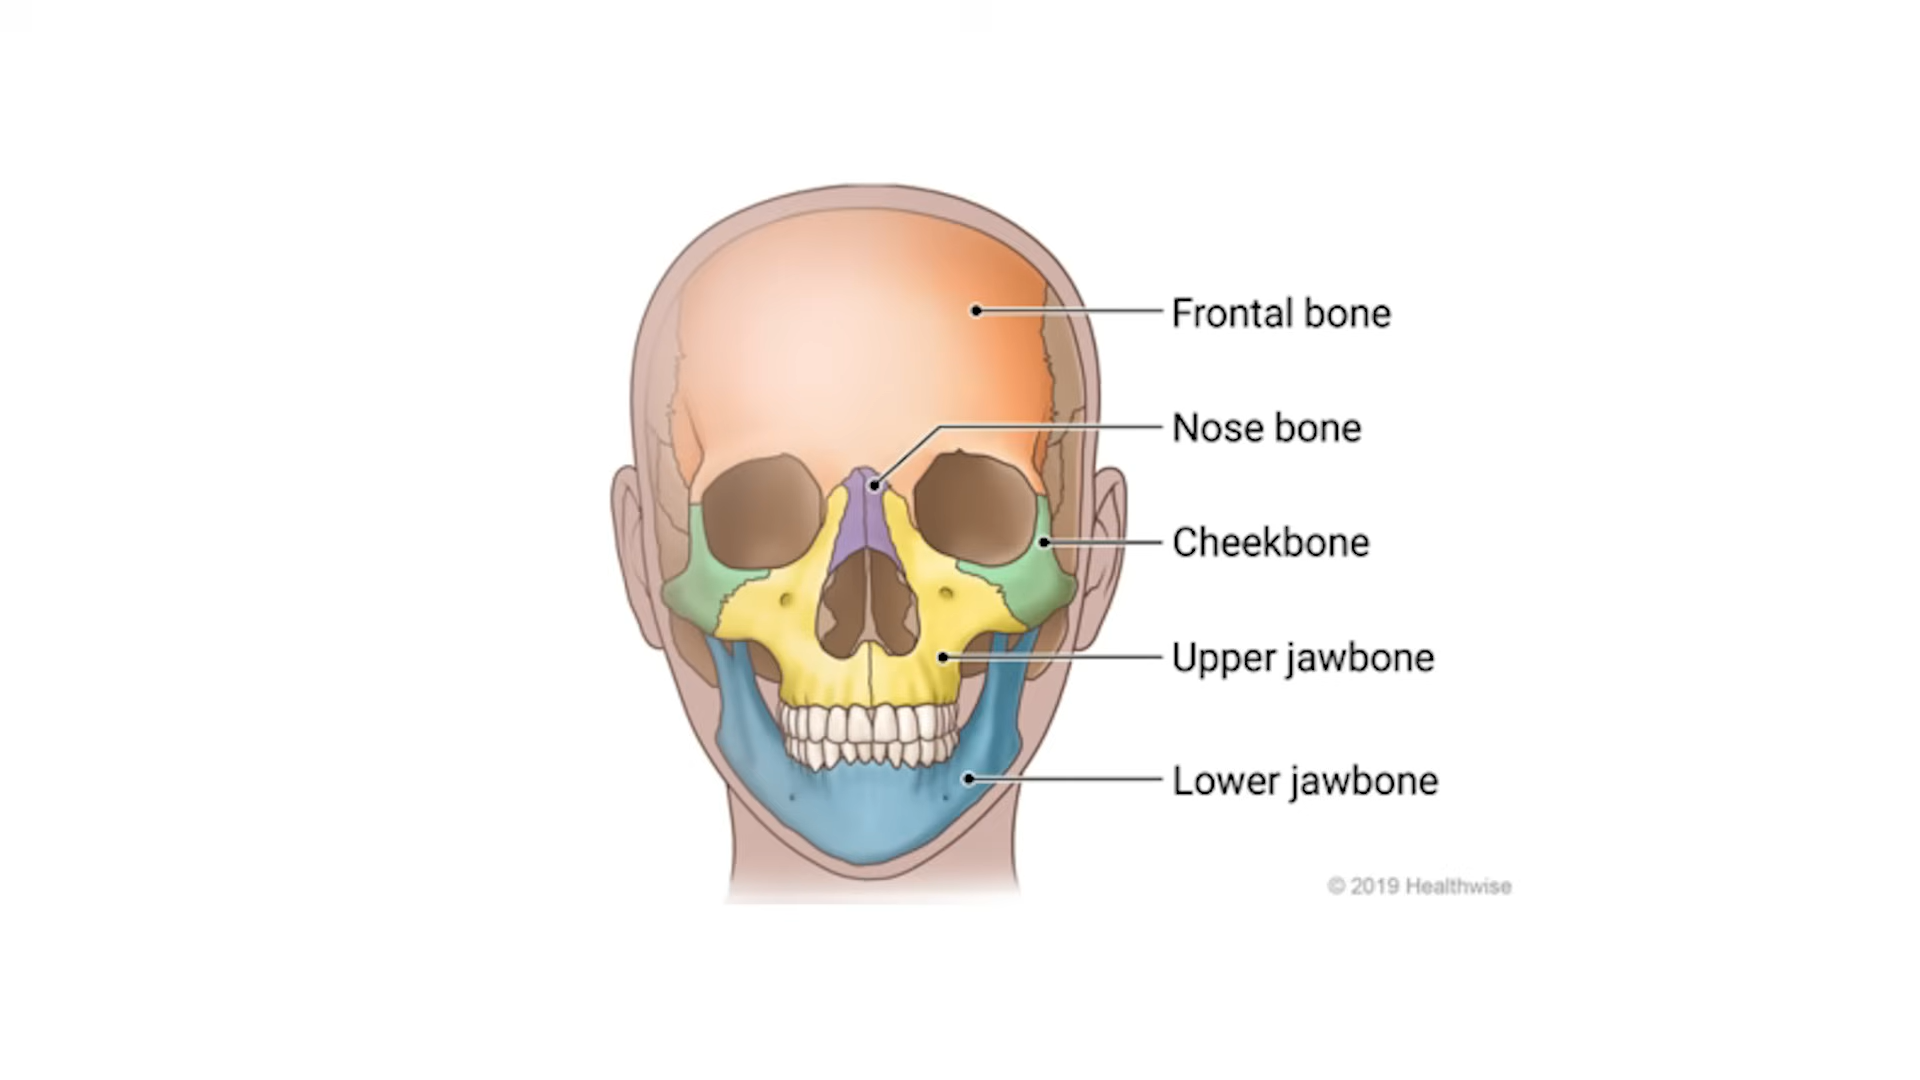 Frontal bone
Nose bone
Cheekbone
Upper jawbone
Lower jawbone
© 2019 Healthwise